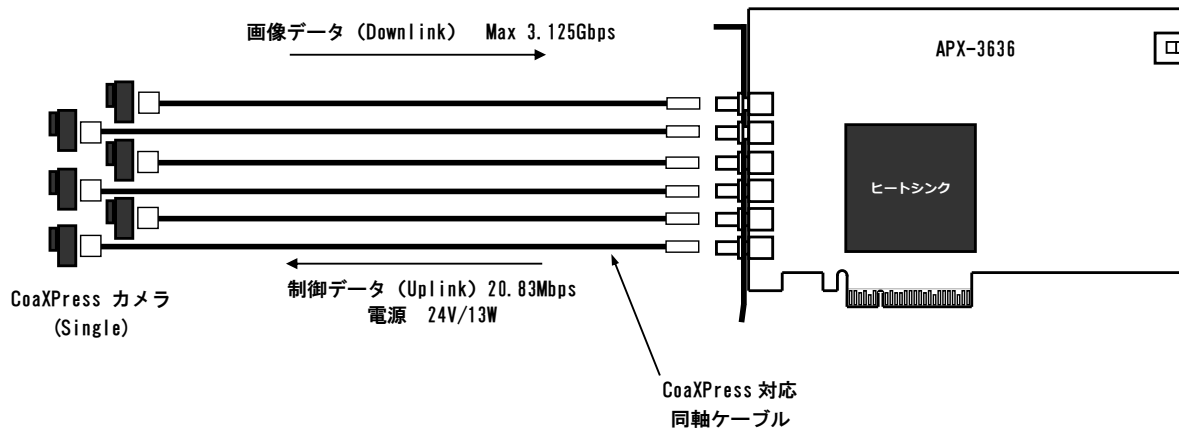 画像データ（Downlink）　Max 3.125Gbps
APX-3636
ヒートシンク
制御データ（Uplink）20.83Mbps
電源　24V/13W
CoaXPress カメラ
(Single)
CoaXPress 対応
同軸ケーブル